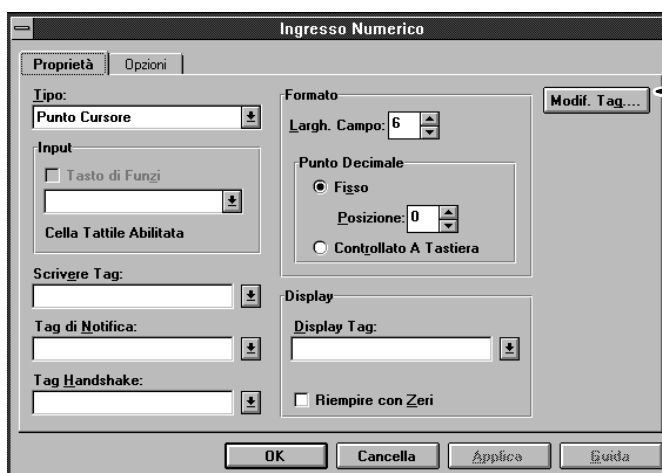 Ingresso Numerico
Proprietà
Opzioni
Tipo:
Punto Cursore
Input
Tasto di Funzi
Cella Tattile Abilitata
Scrivere Tag:
Tag di Notifica:
Tag Handshake:
Formato
Largh. Campo: 6
Punto Decimale
Fisso
Posizione: 0
Controllato A Tastiera
Display
Display Tag:
Riempire con Zeri
Modif. Tag....
OK
Cancella
Applica
Guida